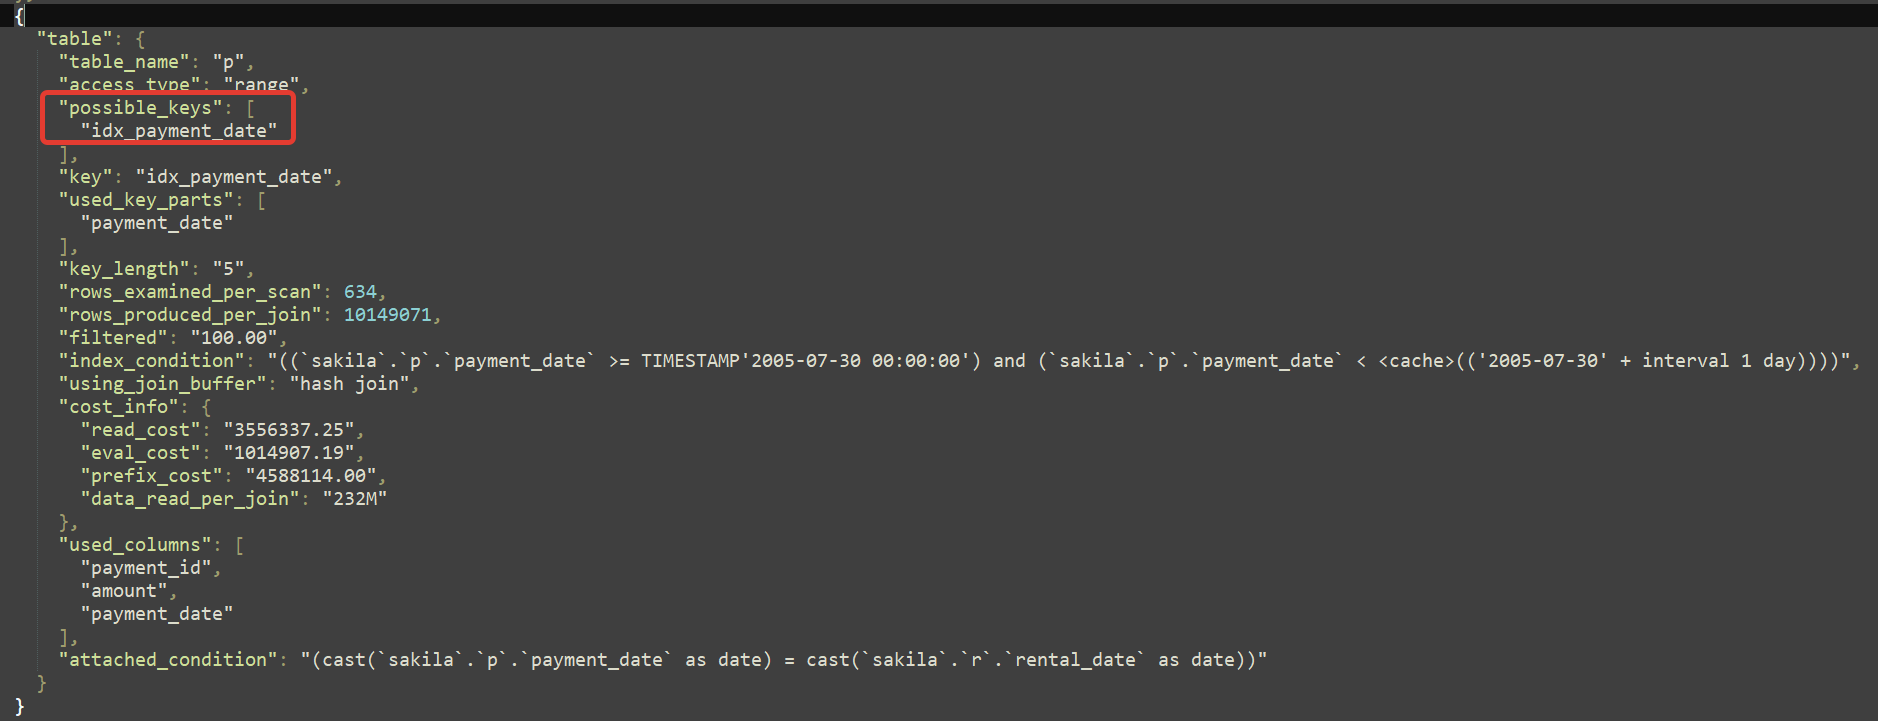 {
  "table": {
    "table_name": "p",
    "access_type": "range",
    "possible_keys": [
      "idx_payment_date"
    ],
    "key": "idx_payment_date",
    "used_key_parts": [
      "payment_date"
    ],
    "key_length": "5",
    "rows_examined_per_scan": 634,
    "rows_produced_per_join": 10149071,
    "filtered": "100.00",
    "index_condition": "((`sakila`.`p`.`payment_date` >= TIMESTAMP'2005-07-30 00:00:00') and (`sakila`.`p`.`payment_date` < <cache>(('2005-07-30' + interval 1 day))))",
    "using_join_buffer": "hash join",
    "cost_info": {
      "read_cost": "3556337.25",
      "eval_cost": "1014907.19",
      "prefix_cost": "4588114.00",
      "data_read_per_join": "232M"
    },
    "used_columns": [
      "payment_id",
      "amount",
      "payment_date"
    ],
    "attached_condition": "(cast(`sakila`.`p`.`payment_date` as date) = cast(`sakila`.`r`.`rental_date` as date))"
  }
}